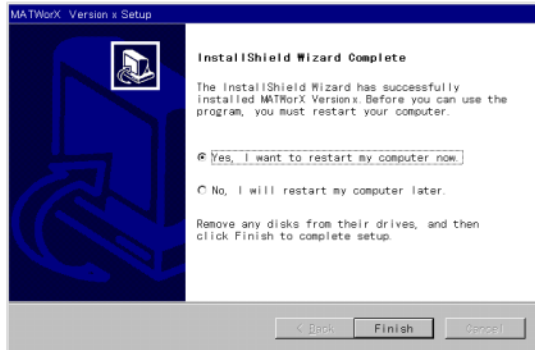 MATWorX Version x Setup
InstallShield Wizard Complete
The InstallShield Wizard has successfully
installed MATWorX Version x. Before you can use the
program, you must restart your computer.
Yes, I want to restart my computer now.
No, I will restart my computer later.
Remove any disks from their drives, and then
click Finish to complete setup.
< Back Finish Cancel